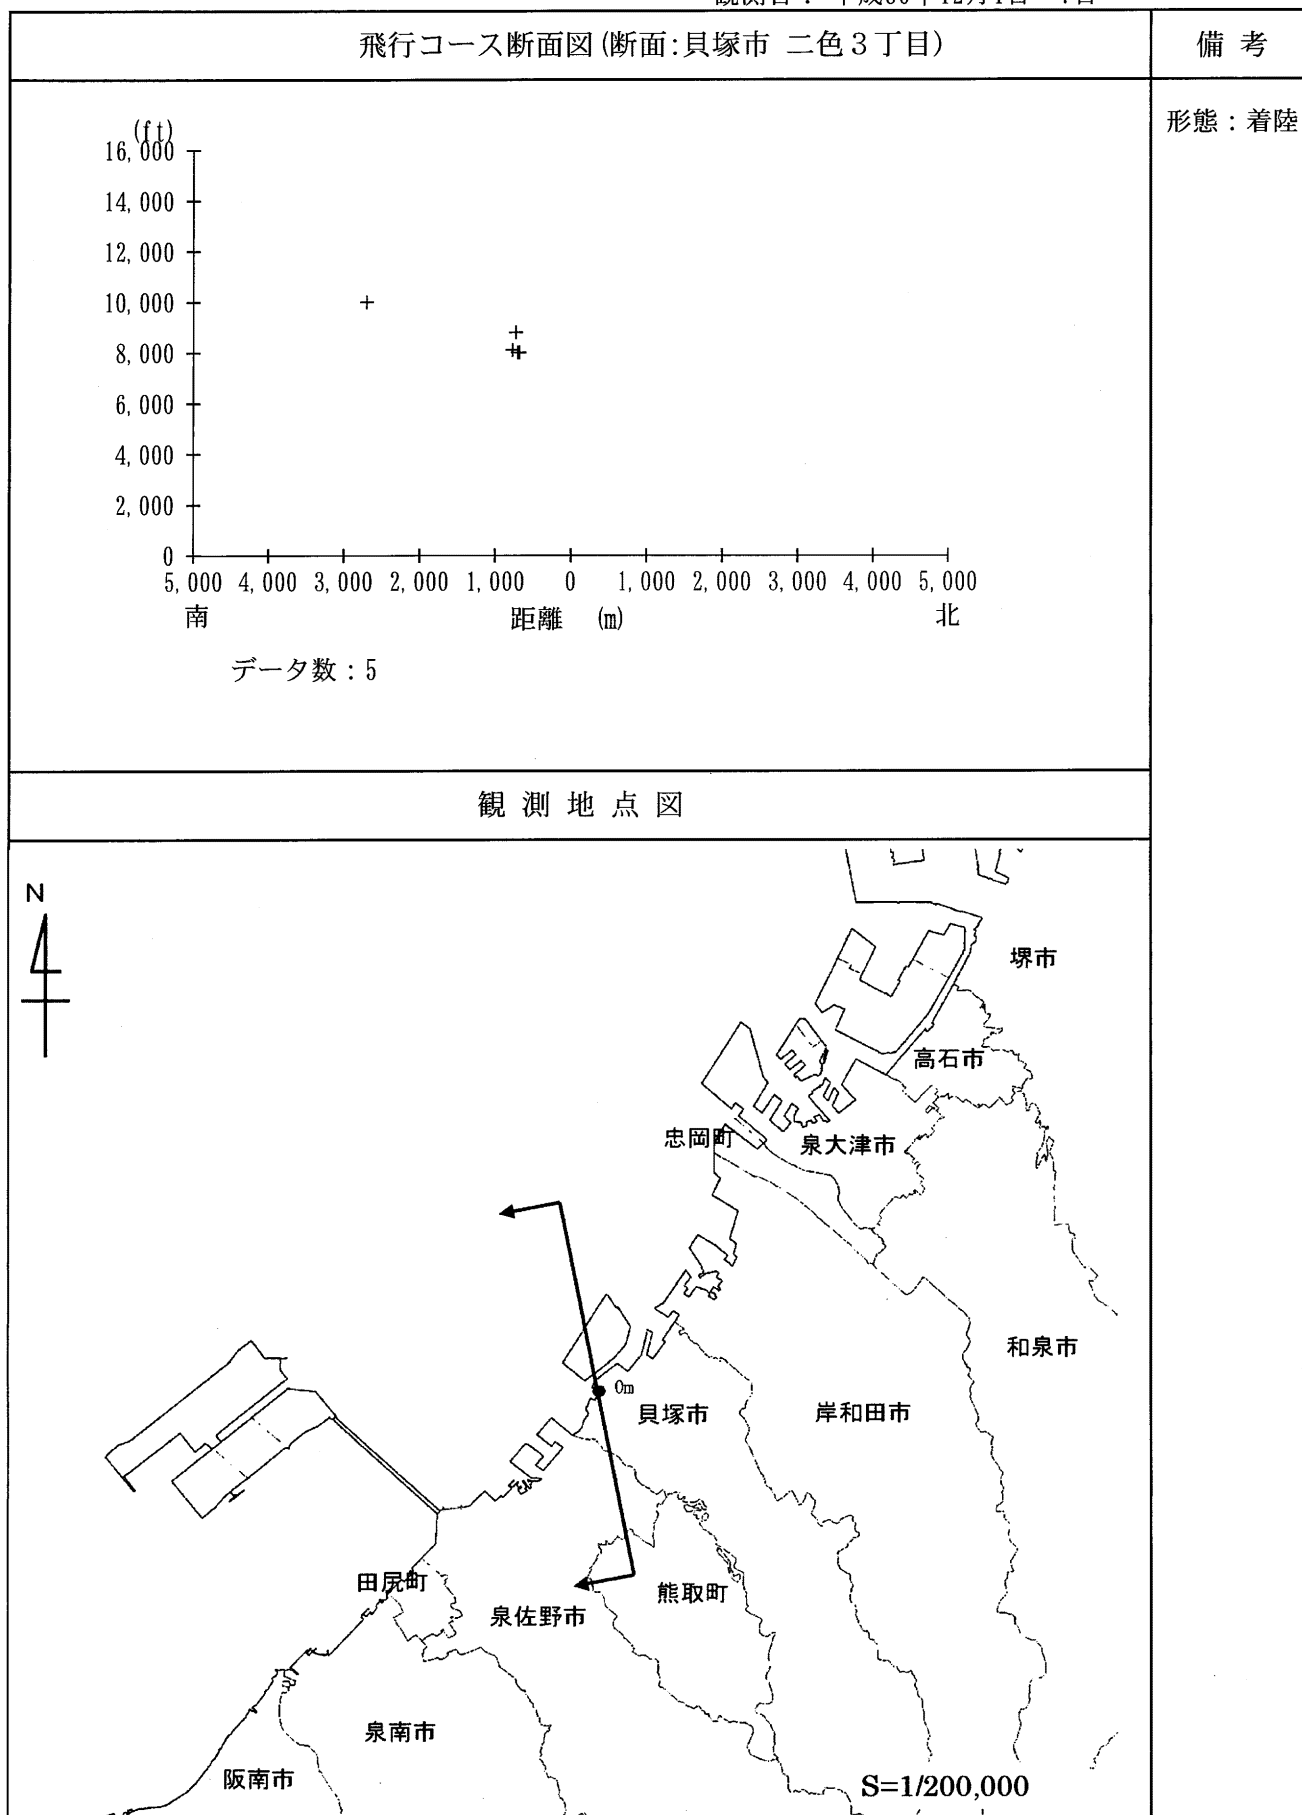 飛行コース断面図(断面:貝塚市 二色3丁目)
備 考
形態：着陸
(ft)
16,000
14,000
12,000
10,000
8,000
6,000
4,000
2,000
0
5,000 4,000 3,000 2,000 1,000 0 1,000 2,000 3,000 4,000 5,000
南 距離 (m) 北
データ数：5
観 測 地 点 図
N
堺市
高石市
忠岡町
泉大津市
和泉市
0m
貝塚市
岸和田市
田尻町
熊取町
泉佐野市
泉南市
阪南市
S=1/200,000